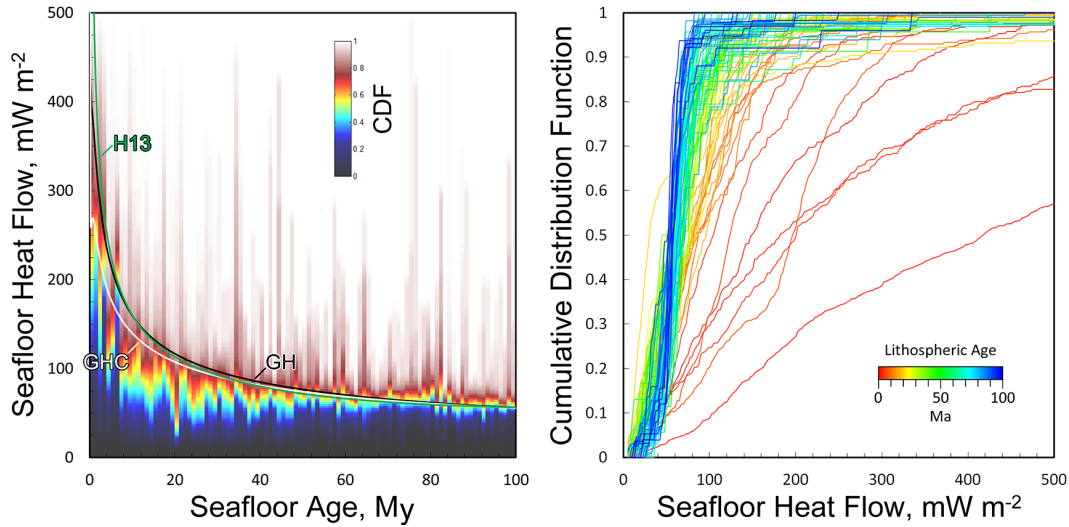 500
400
300
200
100
0
Seafloor Heat Flow, mW m-2
H13
GHC
GH
1
0.8
0.6
0.4
0.2
0
CDF
0 20 40 60 80 100
Seafloor Age, My
1
0.9
0.8
0.7
0.6
0.5
0.4
0.3
0.2
0.1
0
Cumulative Distribution Function
Lithospheric Age
0 50 100
Ma
0 100 200 300 400 500
Seafloor Heat Flow, mW m-2